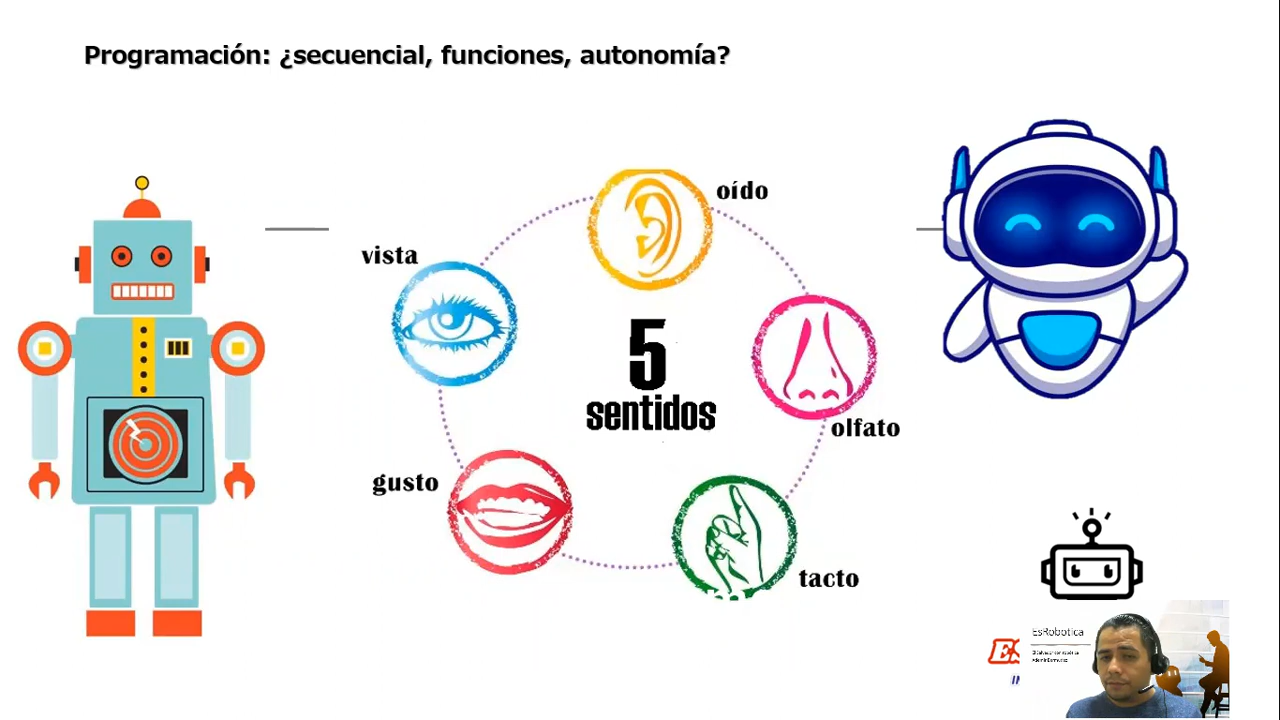 Programación: ¿secuencial, funciones, autonomía?
oído
vista
5
sentidos
olfato
gusto
tacto
EsRobotica